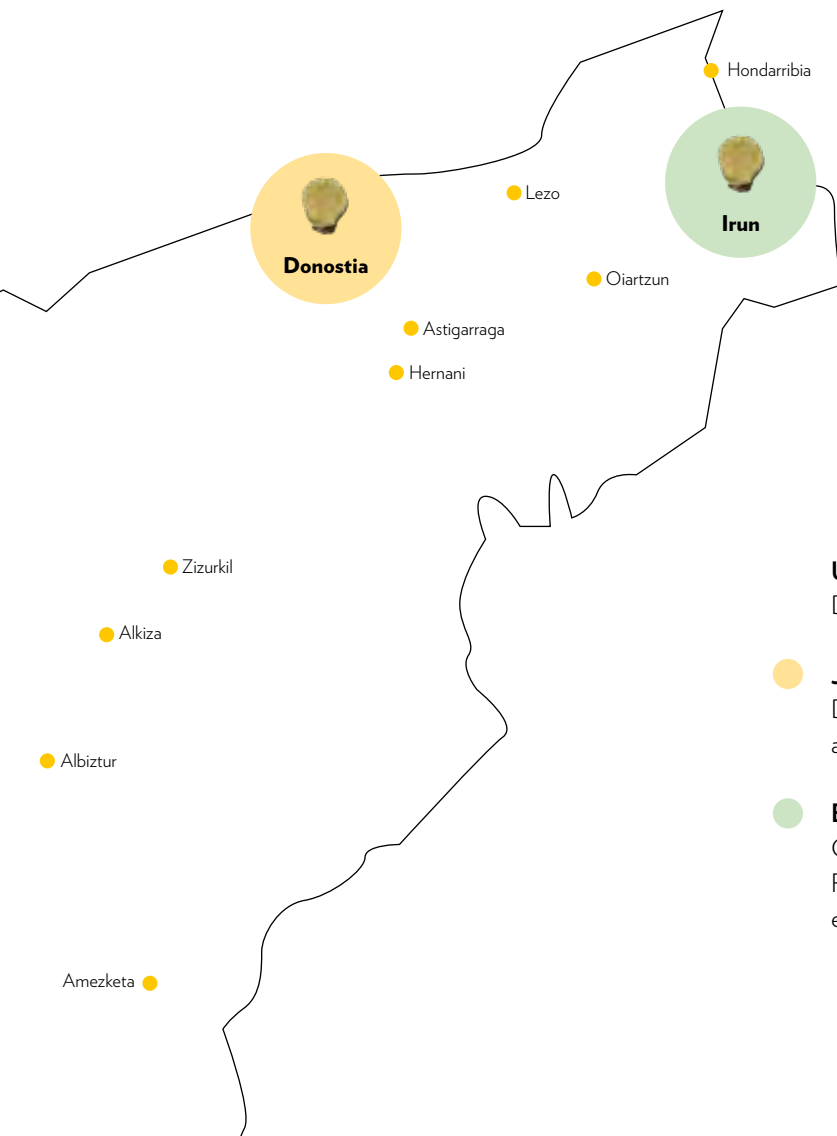 Hondarribia
Lezo
Irun
Donostia
Oiartzun
Astigarraga
Hernani
Zizurkil
Alkiza
Albiztur
Amezketa